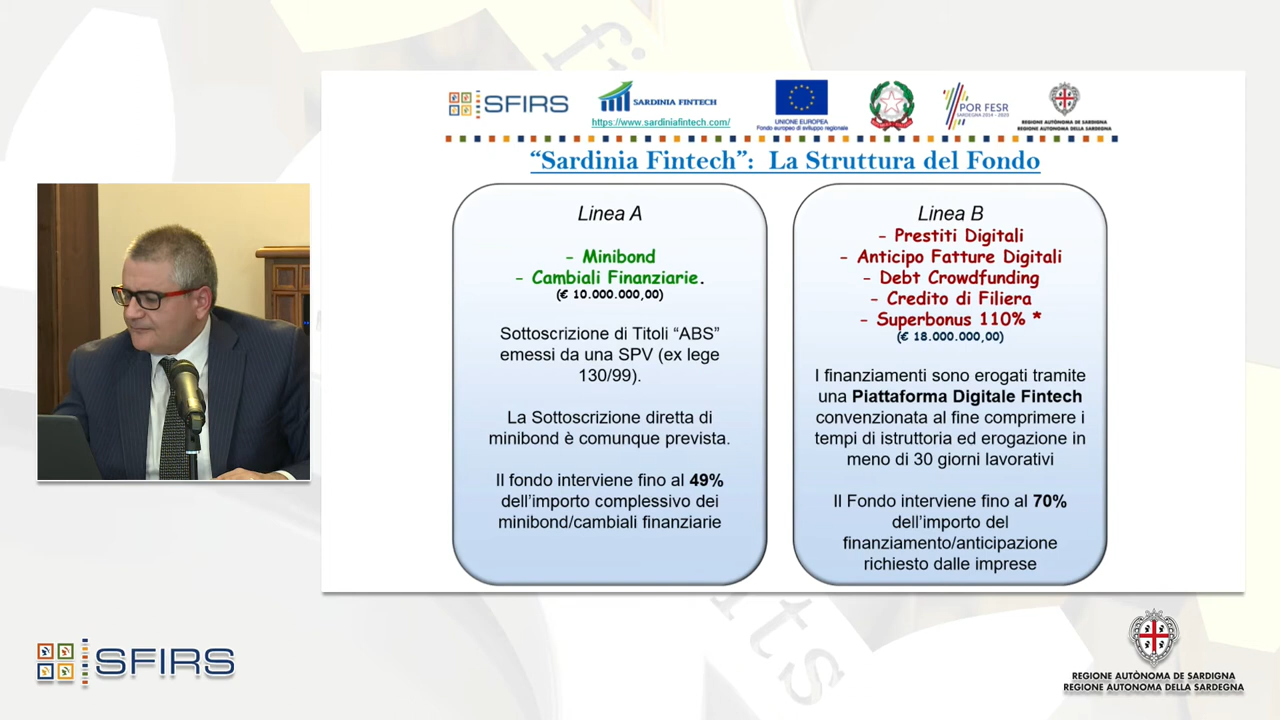 fi
SFIRS
SARDINIA FINTECH
https://www.sardiniafintech.com/
UNIONE EUROPEA
Fondo europeo di sviluppo regionale
POR FESR
SARDEGNA 2014 - 2020
REGIONE AUTÒNOMA DE SARDIGNA
REGIONE AUTONOMA DELLA SARDEGNA
“Sardinia Fintech”: La Struttura del Fondo
Linea A
- Minibond
- Cambiali Finanziarie.
(€ 10.000.000,00)
Sottoscrizione di Titoli “ABS”
emessi da una SPV (ex lege
130/99).
La Sottoscrizione diretta di
minibond è comunque prevista.
Il fondo interviene fino al 49%
dell’importo complessivo dei
minibond/cambiali finanziarie
Linea B
- Prestiti Digitali
- Anticipo Fatture Digitali
- Debt Crowdfunding
- Credito di Filiera
- Superbonus 110% *
(€ 18.000.000,00)
I finanziamenti sono erogati tramite
una Piattaforma Digitale Fintech
convenzionata al fine comprimere i
tempi di istruttoria ed erogazione in
meno di 30 giorni lavorativi
Il Fondo interviene fino al 70%
dell’importo del
finanziamento/anticipazione
richiesto dalle imprese
its
SFIRS
REGIONE AUTÒNOMA DE SARDIGNA
REGIONE AUTONOMA DELLA SARDEGNA